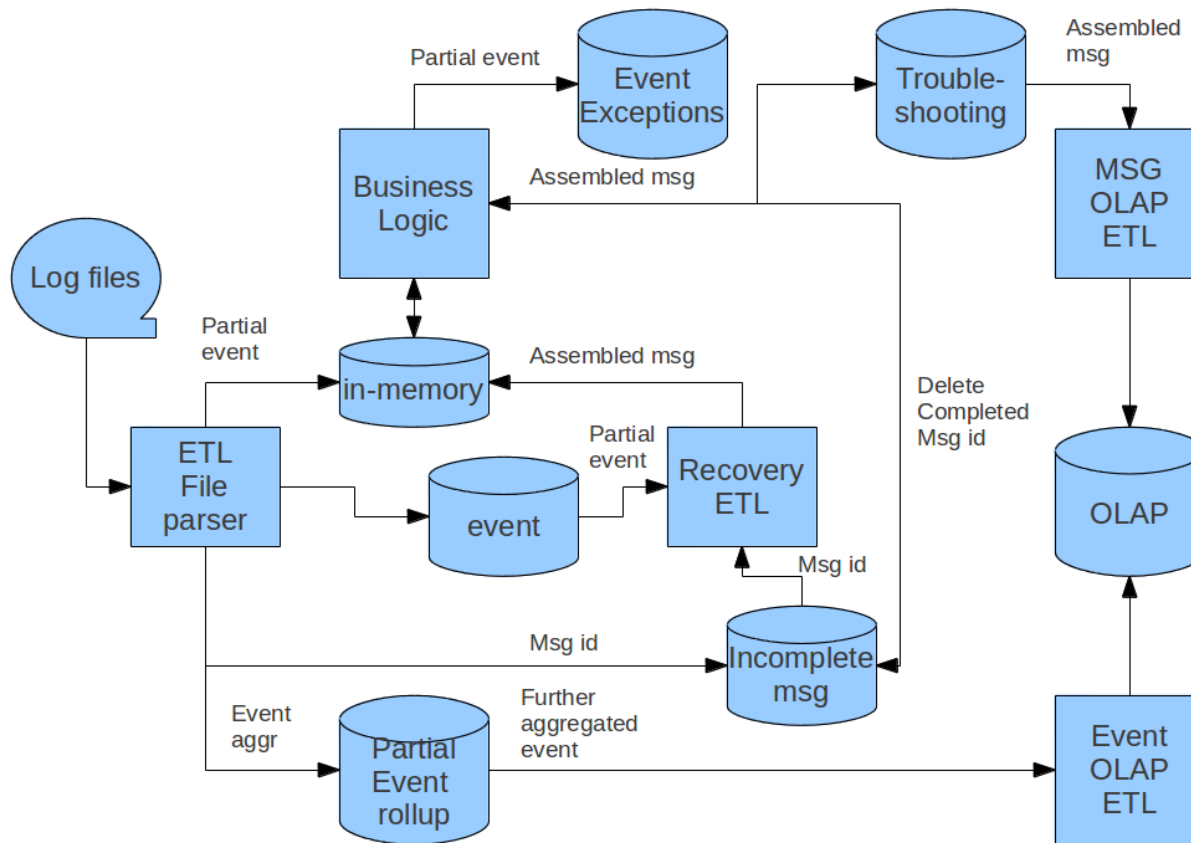 Partial event
Event
Exceptions
Trouble-
shooting
Assembled
msg
Business
Logic
Assembled msg
MSG
OLAP
ETL
Log files
Partial
event
in-memory
Assembled msg
Delete
Completed
Msg id
ETL
File
parser
event
Partial
event
Recovery
ETL
OLAP
Msg id
Msg id
Incomplete
msg
Event
aggr
Partial
Event
rollup
Further
aggregated
event
Event
OLAP
ETL